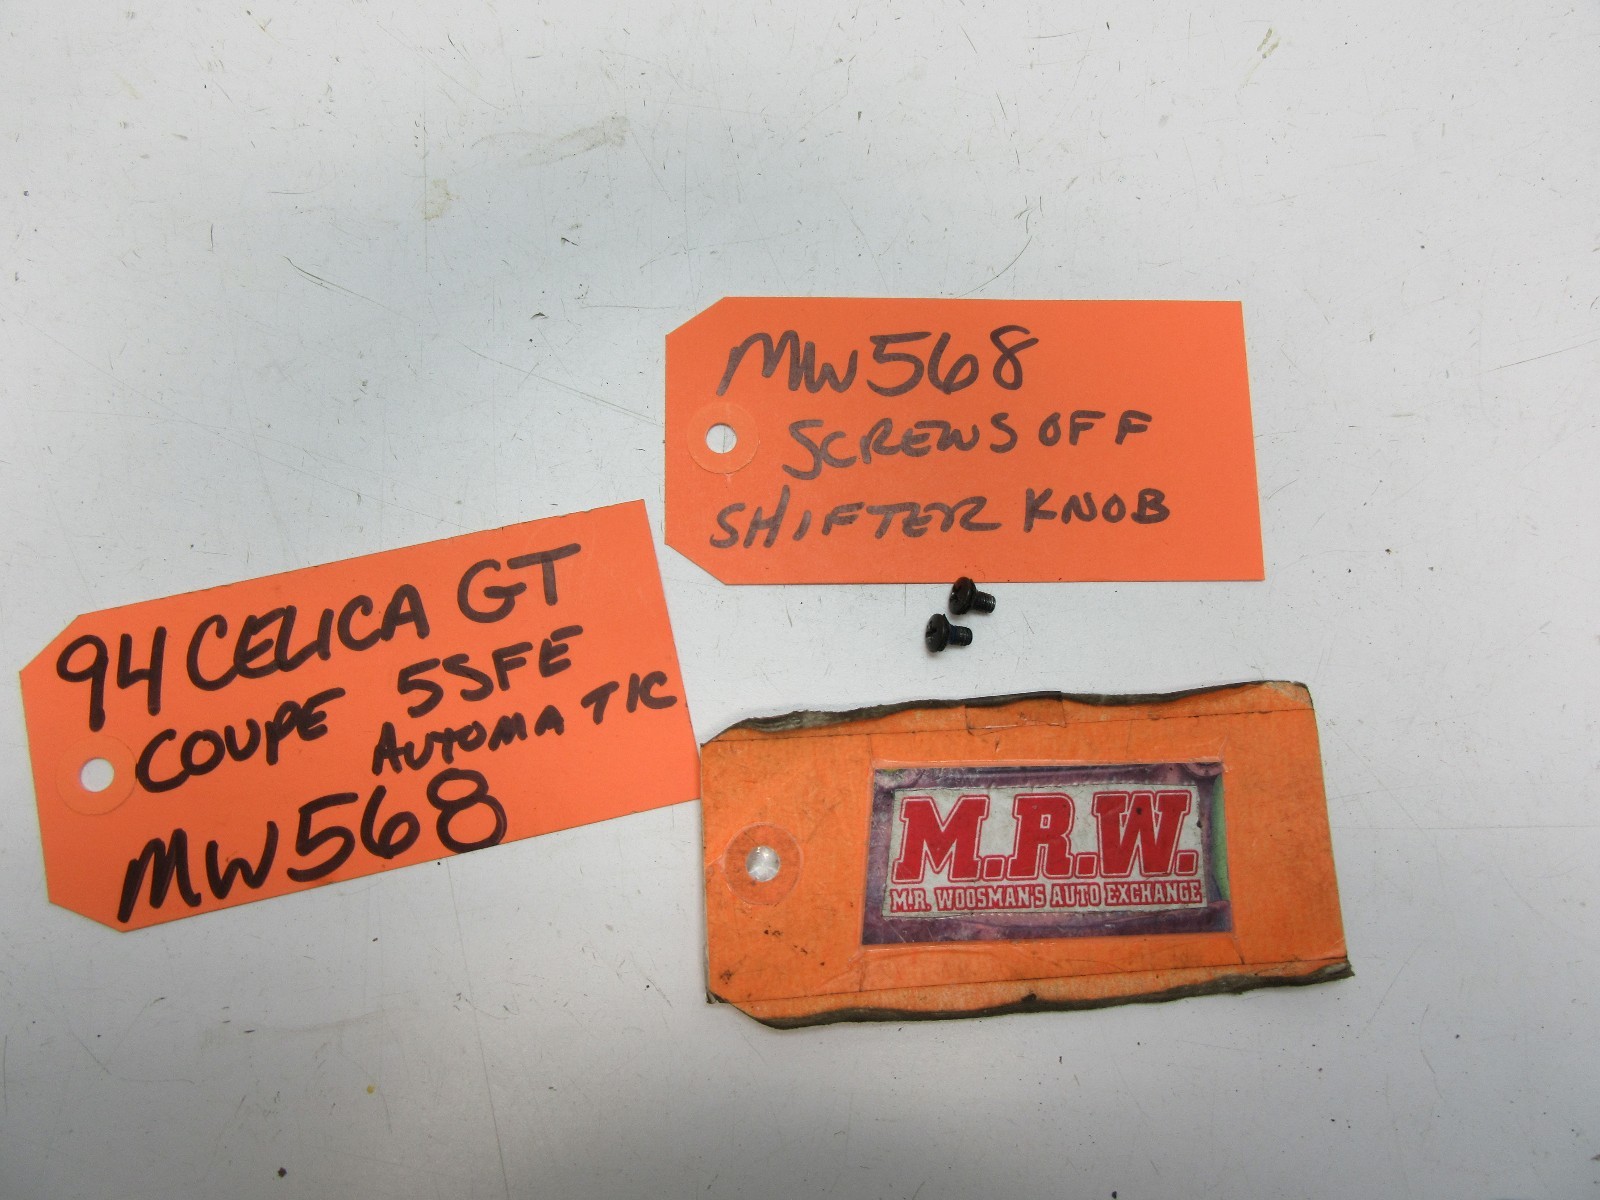 MW568
SCREWS OFF
SHIFTER KNOB
94 CELICA GT
COUPE 5SFE
AUTOMATIC
MW568
M.R.W.
M.R. WOOSMAN'S AUTO EXCHANGE